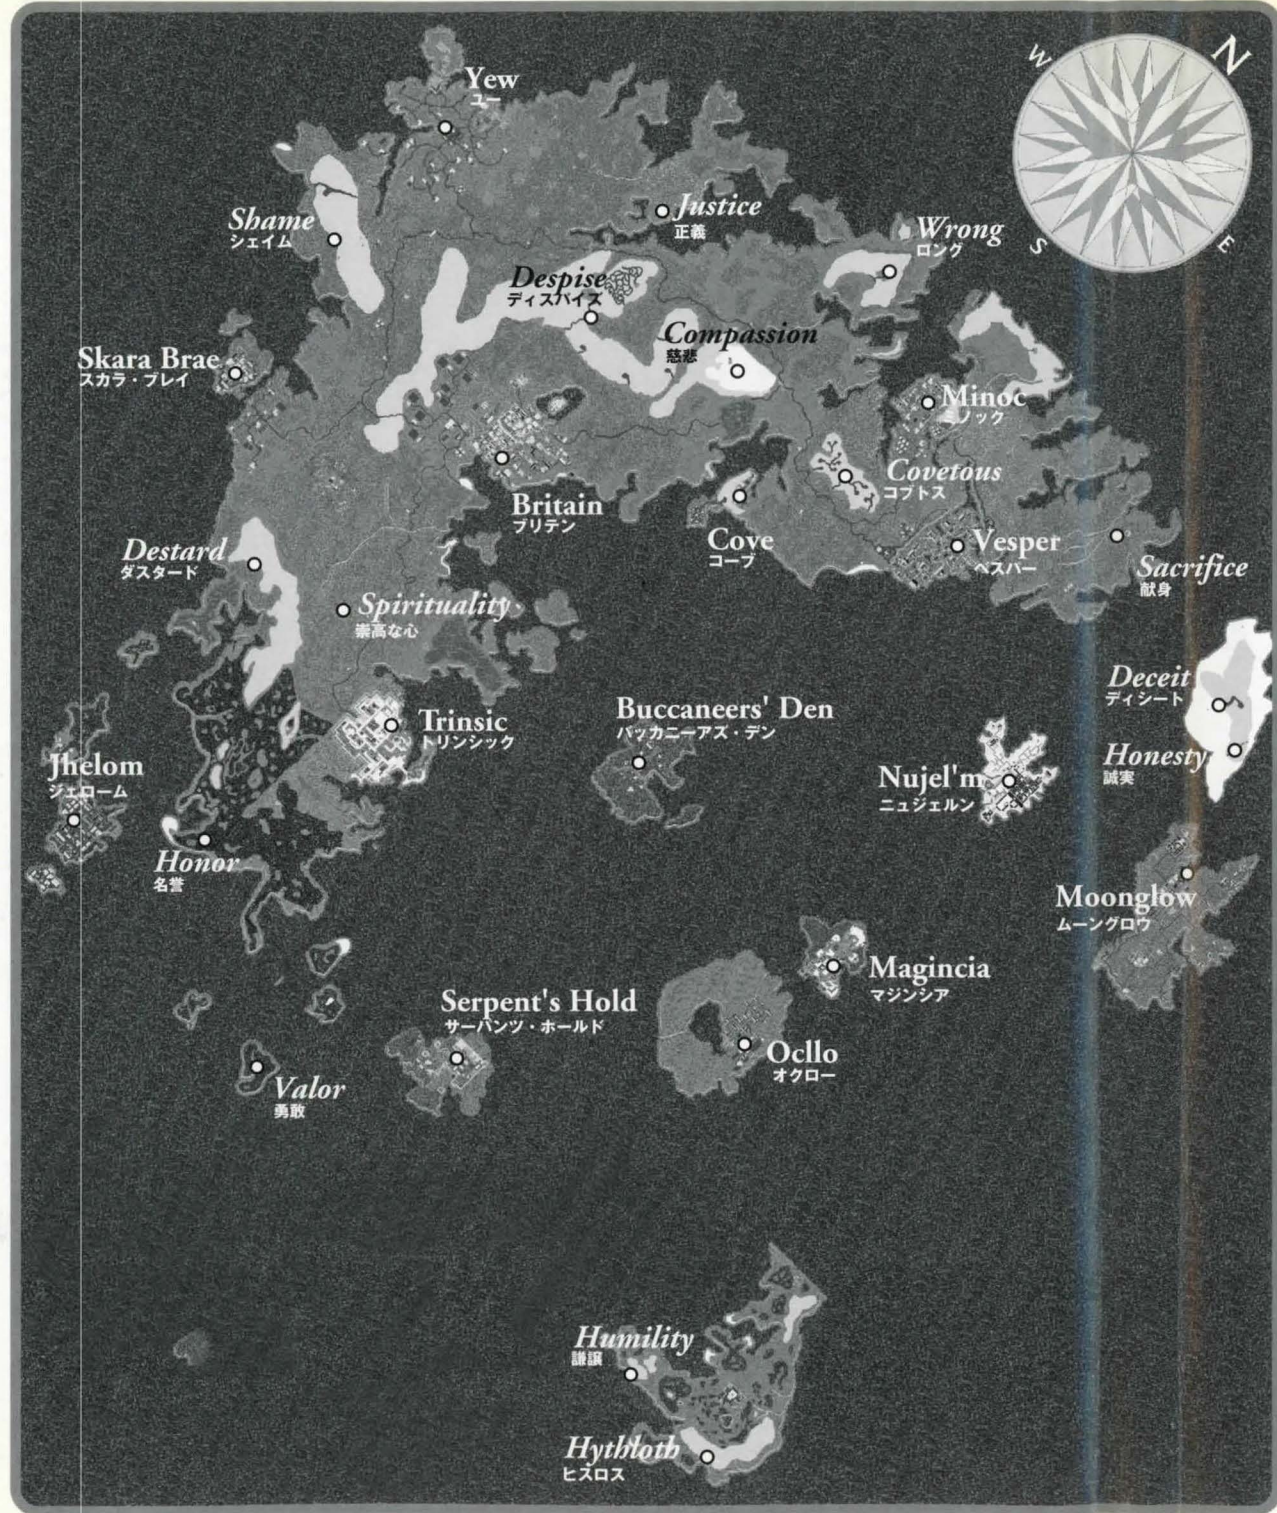 N
W
S
E
Yew
ユー
Justice
正義
Shame
シェイム
Wrong
ロング
Despise
ディスパイズ
Compassion
慈悲
Skara Brae
スカラ・ブレイ
Minoc
ミノック
Covetous
コブトス
Britain
ブリテン
Cove
コーブ
Vesper
ベスパー
Destard
ダスタード
Sacrifice
献身
Spirituality
崇高な心
Deceit
ディシート
Trinsic
トリンシック
Buccaneers' Den
バッカニーアズ・デン
Honesty
誠実
Jhelom
ジェローム
Nujel'm
ニュジェルン
Honor
名誉
Moonglow
ムーングロウ
Magincia
マジンシア
Serpent's Hold
サーパンツ・ホールド
Ocllo
オクロー
Valor
勇敢
Humility
謙譲
Hythloth
ヒスロス